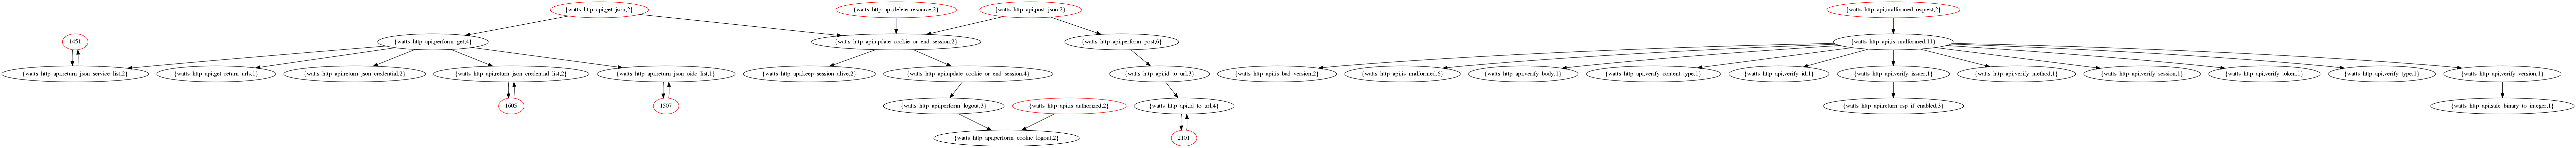 {watts_http_api,get_json,2}
{watts_http_api,delete_resource,2}
{watts_http_api,post_json,2}
{watts_http_api,malformed_request,2}
1451
{watts_http_api,perform_get,4}
{watts_http_api,update_cookie_or_end_session,2}
{watts_http_api,perform_post,6}
{watts_http_api,is_malformed,11}
{watts_http_api,return_json_service_list,2}
{watts_http_api,get_return_urls,1}
{watts_http_api,return_json_credential,2}
{watts_http_api,return_json_credential_list,2}
{watts_http_api,return_json_oidc_list,1}
{watts_http_api,keep_session_alive,2}
{watts_http_api,update_cookie_or_end_session,4}
{watts_http_api,id_to_url,3}
{watts_http_api,is_bad_version,2}
{watts_http_api,is_malformed,6}
{watts_http_api,verify_body,1}
{watts_http_api,verify_content_type,1}
{watts_http_api,verify_id,1}
{watts_http_api,verify_issuer,1}
{watts_http_api,verify_method,1}
{watts_http_api,verify_session,1}
{watts_http_api,verify_token,1}
{watts_http_api,verify_type,1}
{watts_http_api,verify_version,1}
1605
1507
{watts_http_api,perform_logout,3}
{watts_http_api,is_authorized,2}
{watts_http_api,id_to_url,4}
{watts_http_api,return_rsp_if_enabled,3}
{watts_http_api,safe_binary_to_integer,1}
{watts_http_api,perform_cookie_logout,2}
2101